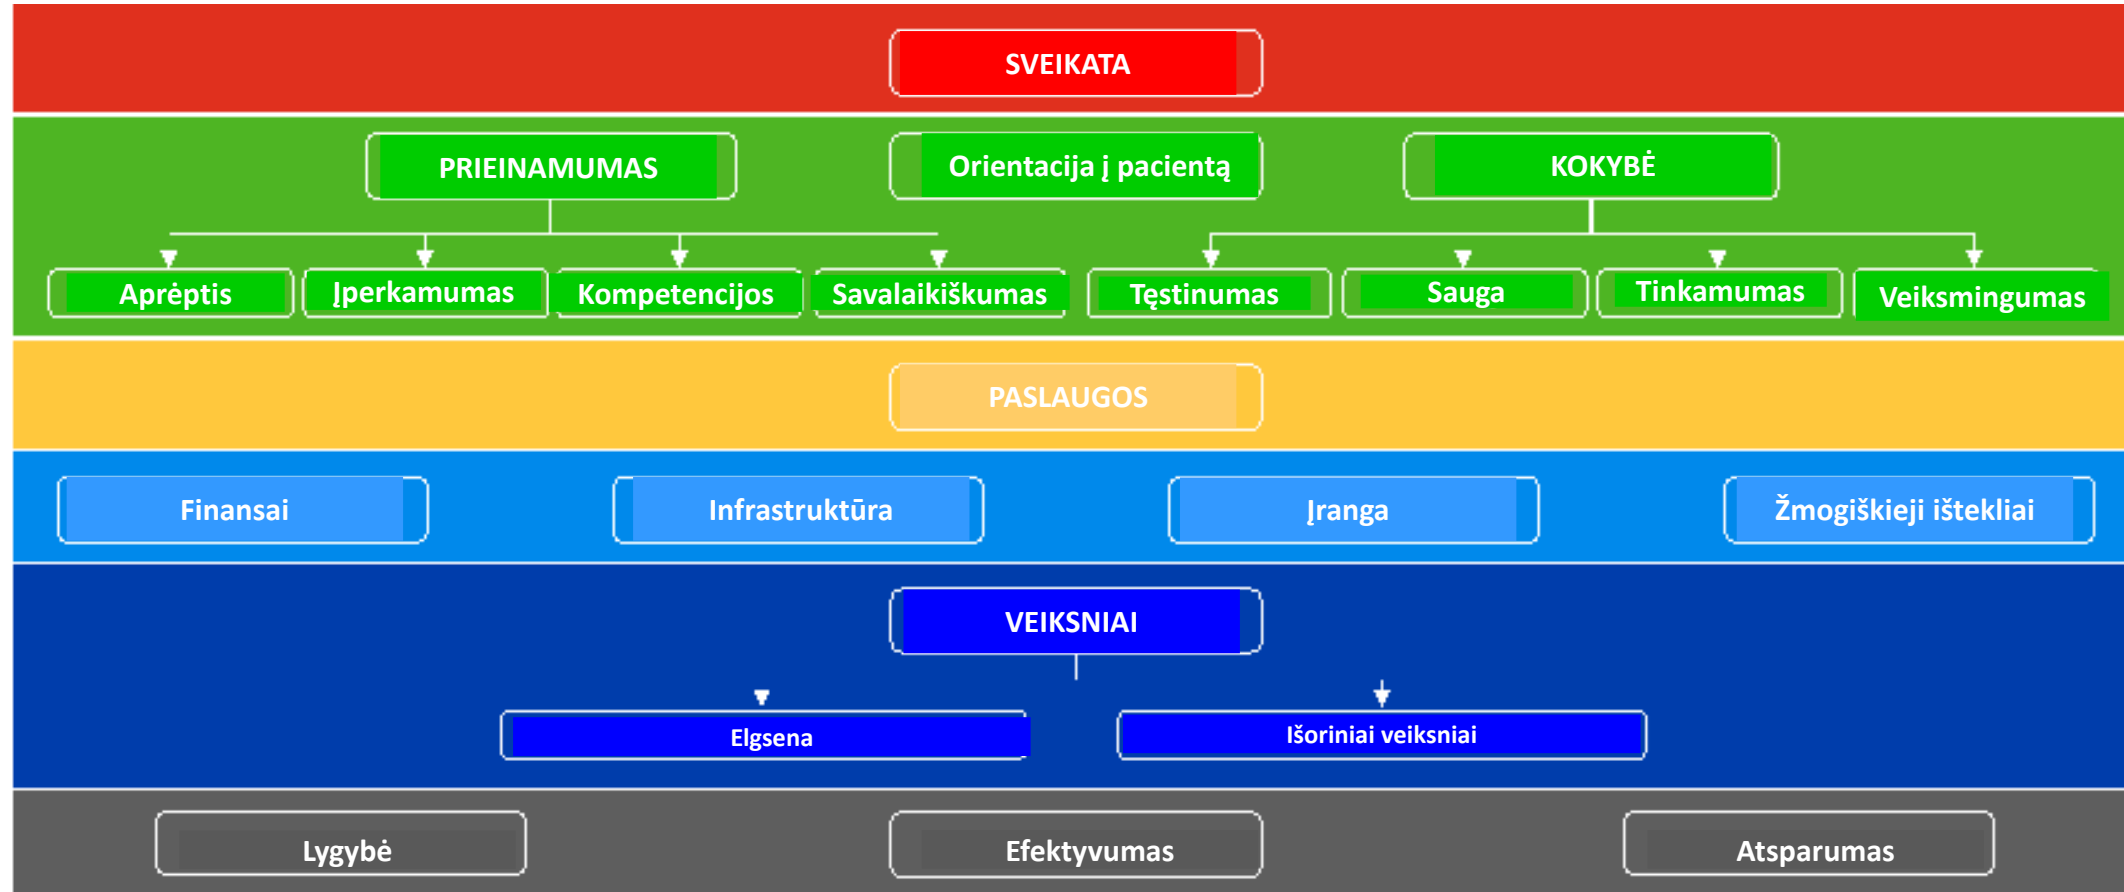 SVEIKATA
PRIEINAMUMAS
Orientacija į pacientą
KOKYBĖ
Aprėptis
Įperkamumas
Kompetencijos
Savalaikiškumas
Tęstinumas
Sauga
Tinkamumas
Veiksmingumas
PASLAUGOS
Finansai
Infrastruktūra
Įranga
Žmogiškieji ištekliai
VEIKSNIAI
Elgsena
Išoriniai veiksniai
Lygybė
Efektyvumas
Atsparumas